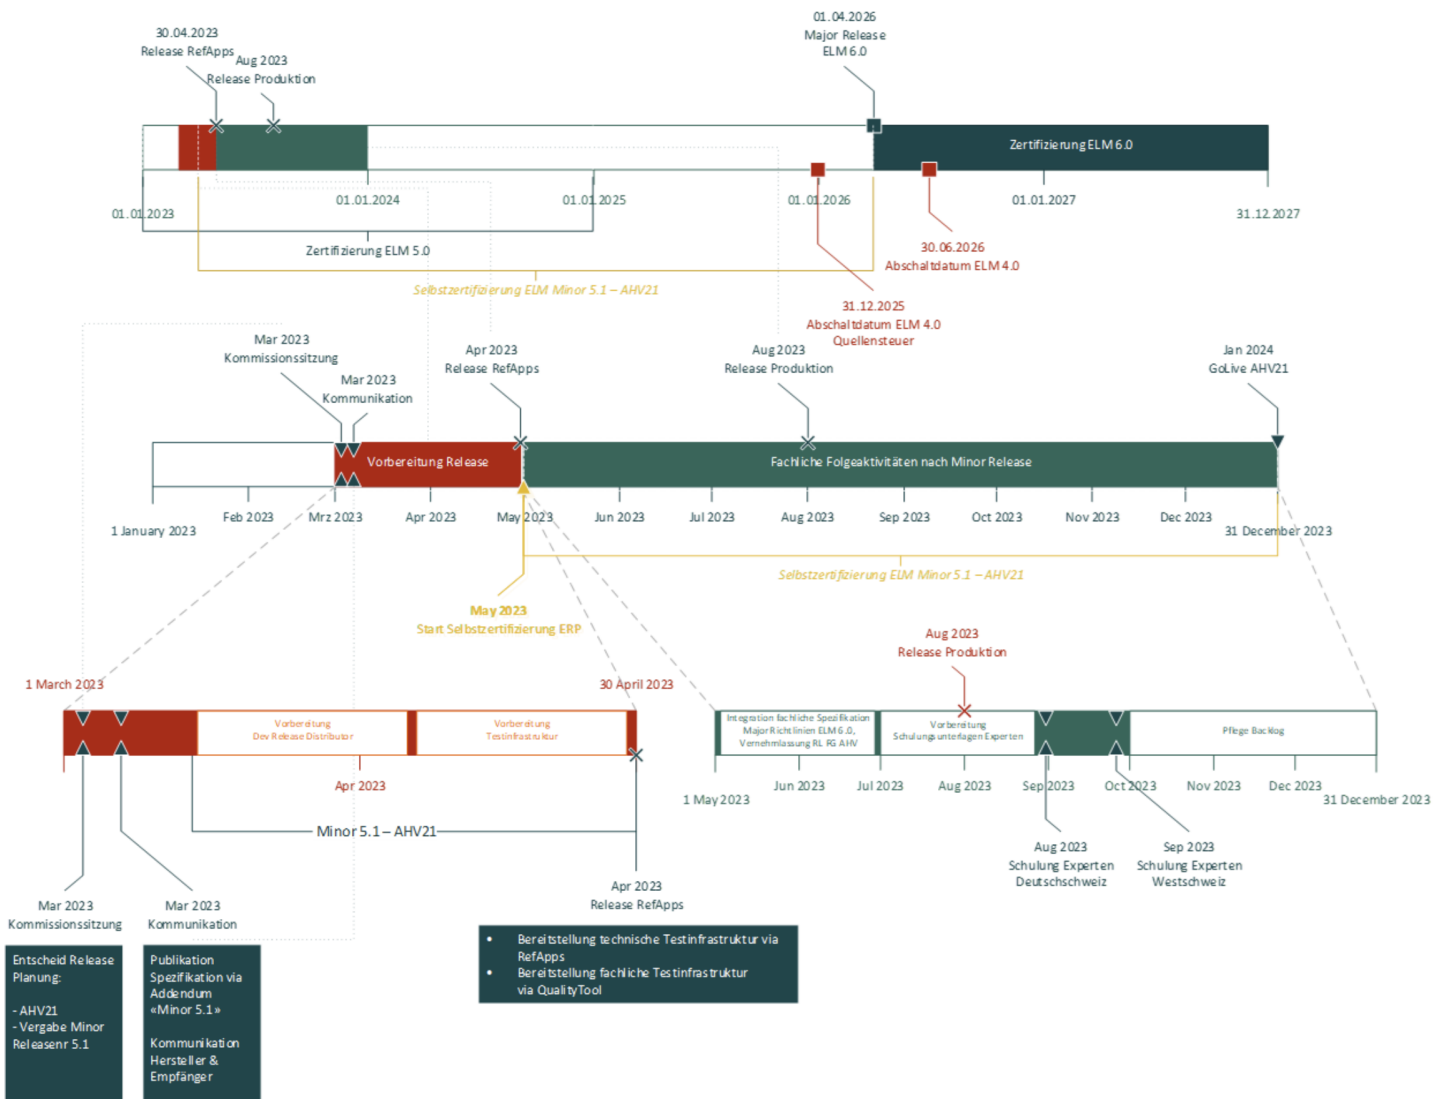 30.04.2023
Release RefApps
Aug 2023
Release Produktion
01.04.2026
Major Release
ELM 6.0
Zertifizierung ELM 6.0
01.01.2023
01.01.2024
01.01.2025
01.01.2026
01.01.2027
31.12.2027
Zertifizierung ELM 5.0
30.06.2026
Abschaltdatum ELM 4.0
Selbstzertifizierung ELM Minor 5.1 – AHV21
31.12.2025
Abschaltdatum ELM 4.0
Quellensteuer
Mar 2023
Kommissionssitzung
Mar 2023
Kommunikation
Apr 2023
Release RefApps
Aug 2023
Release Produktion
Jan 2024
GoLive AHV21
Vorbereitung Release
Fachliche Folgeaktivitäten nach Minor Release
1 January 2023
Feb 2023
Mrz 2023
Apr 2023
May 2023
Jun 2023
Jul 2023
Aug 2023
Sep 2023
Oct 2023
Nov 2023
Dec 2023
31 December 2023
Selbstzertifizierung ELM Minor 5.1 – AHV21
May 2023
Start Selbstzertifizierung ERP
Aug 2023
Release Produktion
1 March 2023
30 April 2023
Vorbereitung
Dev Release Distributor
Vorbereitung
Testinfrastruktur
Apr 2023
Minor 5.1 – AHV21
Integration fachliche Spezifikation
Major Richtlinien ELM 6.0,
Vernehmlassung RL FG AHV
Vorbereitung
Schulungsunterlagen Experten
Pflege Backlog
1 May 2023
Jun 2023
Jul 2023
Aug 2023
Sep 2023
Oct 2023
Nov 2023
Dec 2023
31 December 2023
Aug 2023
Schulung Experten
Deutschschweiz
Sep 2023
Schulung Experten
Westschweiz
Mar 2023
Kommissionssitzung
Mar 2023
Kommunikation
Apr 2023
Release RefApps
Entscheid Release
Planung:
- AHV21
- Vergabe Minor
Releasenr 5.1
Publikation
Spezifikation via
Addendum
«Minor 5.1»
Kommunikation
Hersteller &
Empfänger
• Bereitstellung technische Testinfrastruktur via
RefApps
• Bereitstellung fachliche Testinfrastruktur
via QualityTool